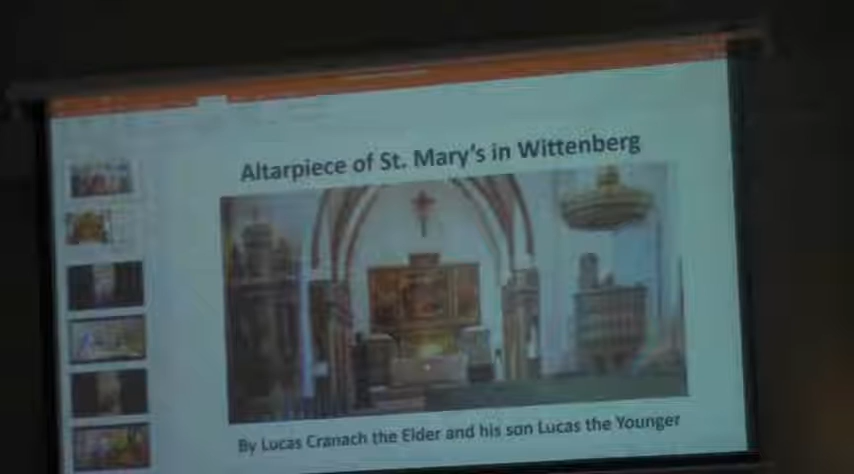 Altarpiece of St. Mary's in Wittenberg
By Lucas Cranach the Elder and his son Lucas the Younger